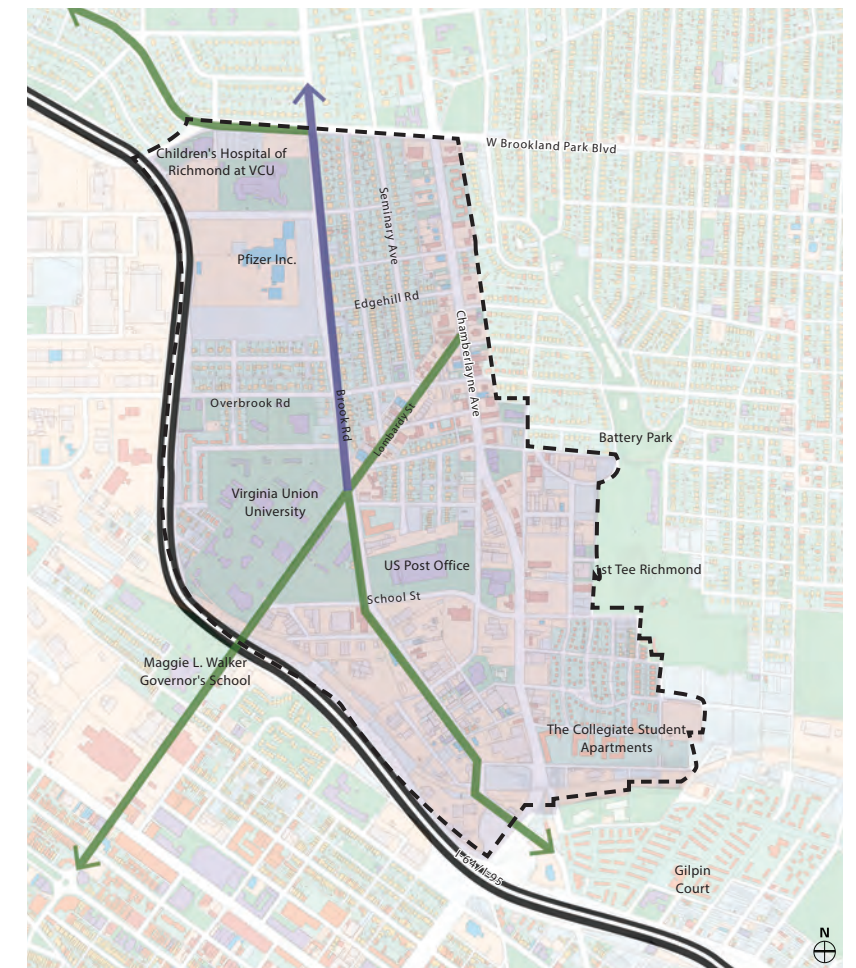 W Brookland Park Blvd
Children's Hospital of
Richmond at VCU
Seminary Ave
Pfizer Inc.
Edgehill Rd
Chamberlayne Ave
Overbrook Rd
Brook Rd
Lombardy St
Battery Park
Virginia Union
University
US Post Office
1st Tee Richmond
School St
Maggie L. Walker
Governor's School
The Collegiate Student
Apartments
I-64/I-95
Gilpin
Court
N